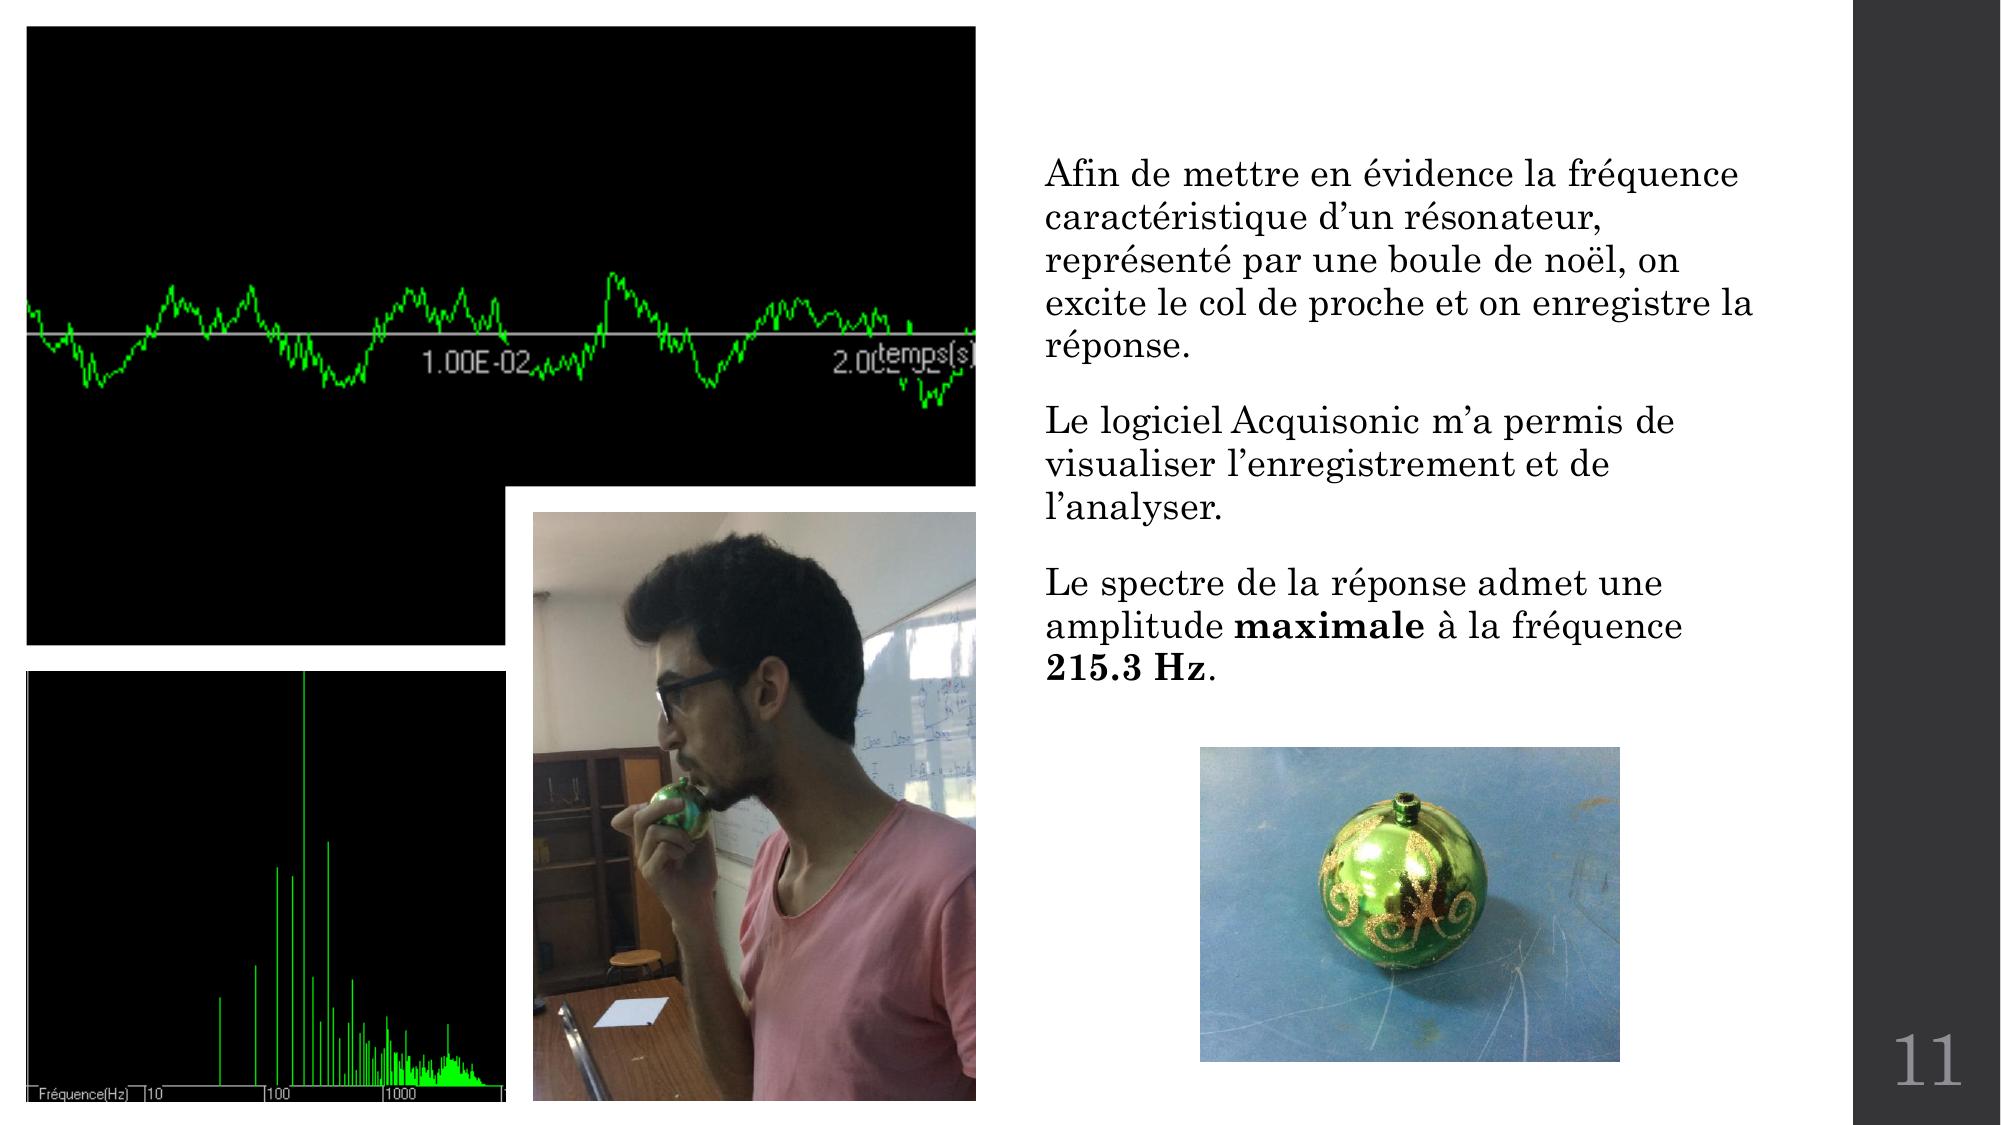 1.00E-02
temps(s)
Fréquence(Hz) 10 100 1000
Afin de mettre en évidence la fréquence
caractéristique d’un résonateur,
représenté par une boule de noël, on
excite le col de proche et on enregistre la
réponse.
Le logiciel Acquisonic m’a permis de
visualiser l’enregistrement et de
l’analyser.
Le spectre de la réponse admet une
amplitude maximale à la fréquence
215.3 Hz.
11